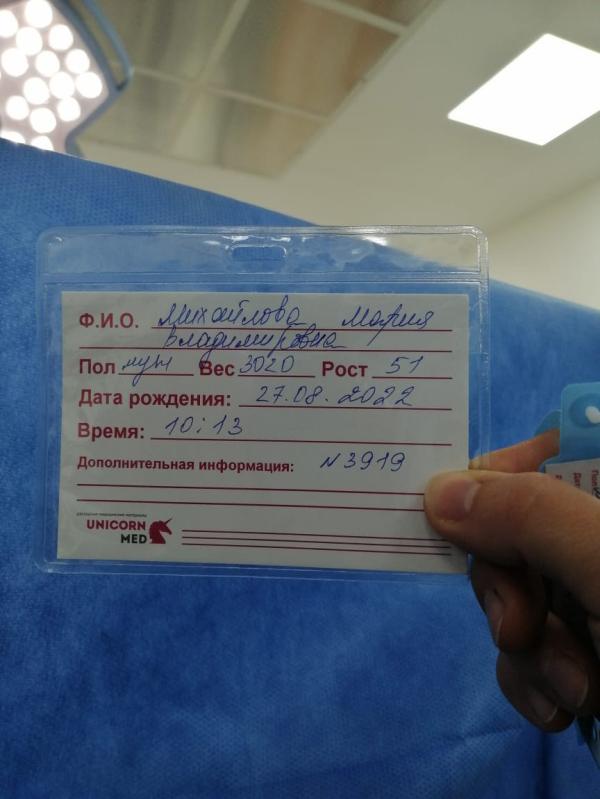 Ф.И.О. Михайлова Мария
Владимировна
Пол муж Вес 3020 Рост 51
Дата рождения: 27.08.2022
Время: 10:13
Дополнительная информация: N3919
UNICORN
MED